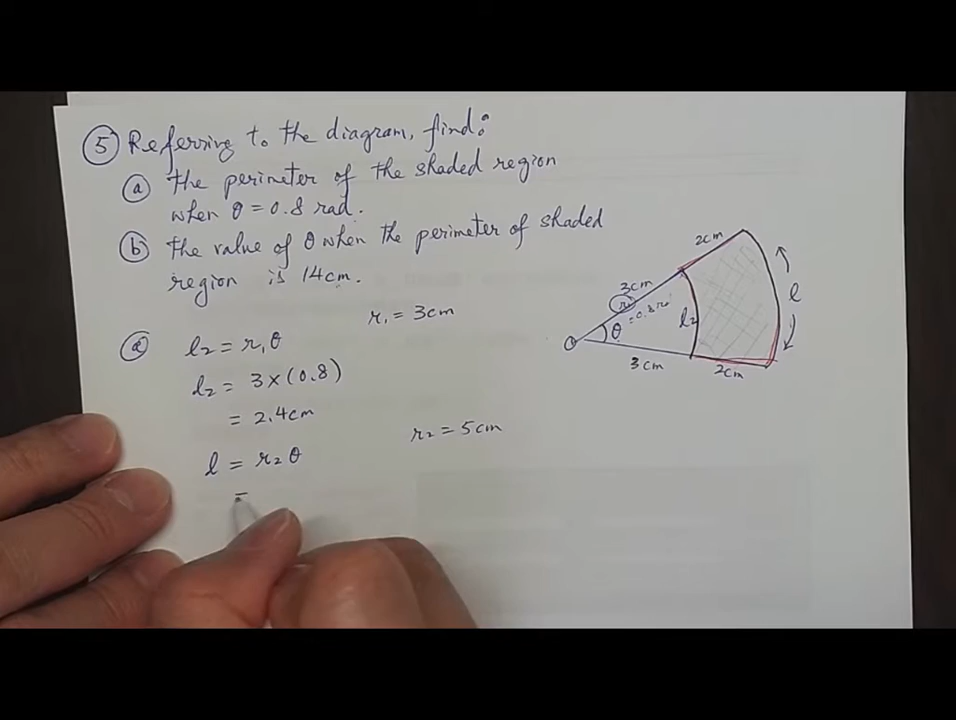 ⑤ Referring to the diagram, find:
ⓐ the perimeter of the shaded region
when θ = 0.8 rad.
ⓑ the value of θ when the perimeter of shaded
region is 14cm.
r₁ = 3cm
ⓐ l₂ = r₁θ
l₂ = 3×(0.8)
= 2.4cm
l = r₂θ
=
r₂ = 5cm
2cm
3cm
r₁
θ
l₂
l
O
3cm
2cm